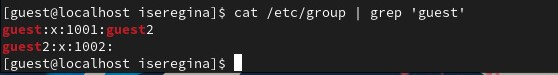 [guest@localhost iseregina]$ cat /etc/group | grep 'guest'
guest:x:1001:guest2
guest2:x:1002:
[guest@localhost iseregina]$